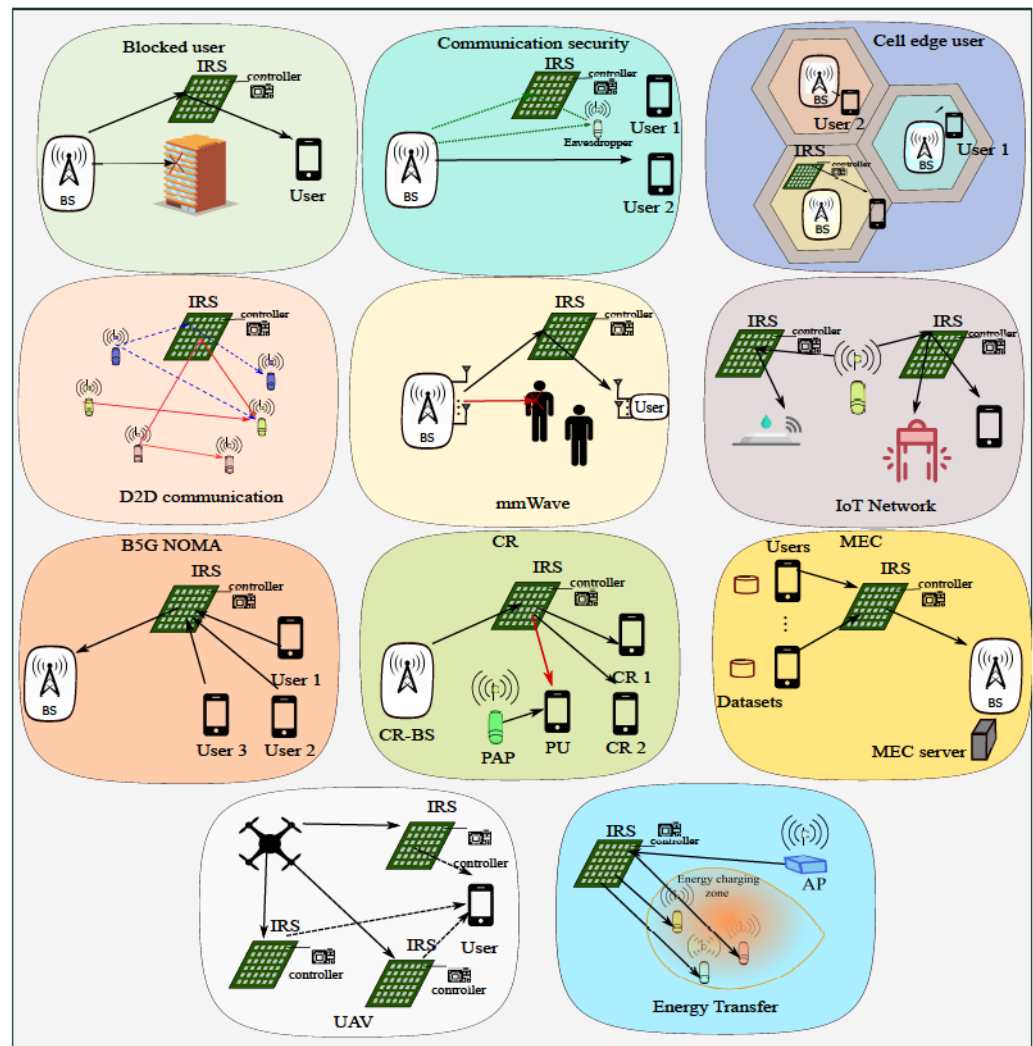 Blocked user
IRS
controller
BS
User
Communication security
IRS
controller
User 1
Eavesdropper
BS
User 2
Cell edge user
BS
User 2
BS
User 1
IRS
controller
BS
IRS
controller
D2D communication
IRS
controller
BS
User
mmWave
IRS
controller
IRS
controller
IoT Network
B5G NOMA
IRS
controller
BS
User 1
User 3
User 2
CR
IRS
controller
CR-BS
PAP
PU
CR 1
CR 2
MEC
Users
IRS
controller
Datasets
BS
MEC server
IRS
controller
User
IRS
controller
IRS
controller
UAV
IRS
controller
AP
Energy charging
zone
Energy Transfer